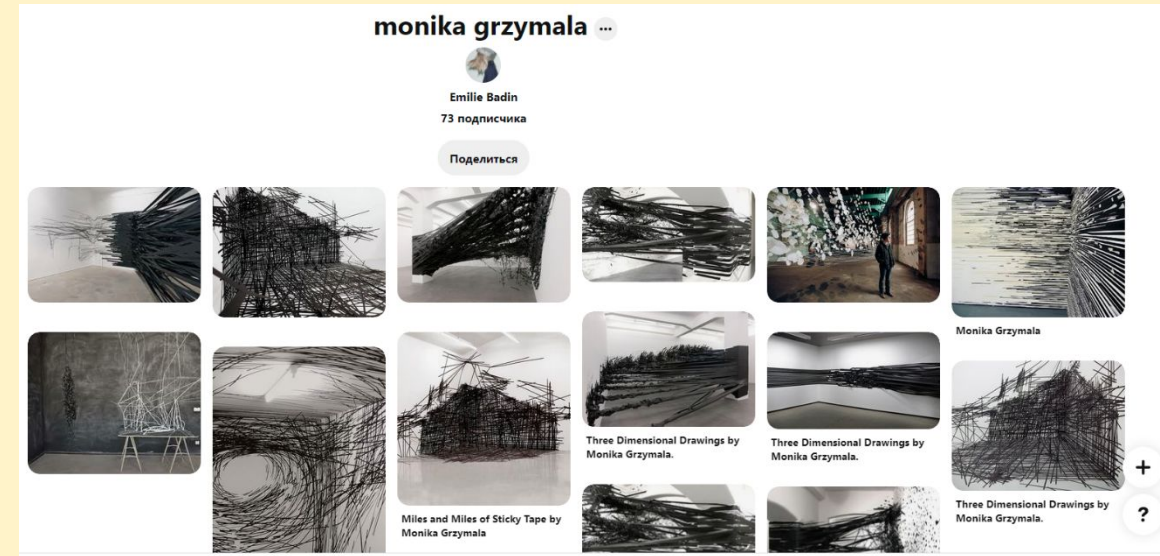 monika grzymala ...
Emilie Badin
73 подписчика
Поделиться
Monika Grzymala
Three Dimensional Drawings by
Monika Grzymala.
Three Dimensional Drawings by
Monika Grzymala.
Miles and Miles of Sticky Tape by
Monika Grzymala
Three Dimensional Drawings by
Monika Grzymala.
+
?